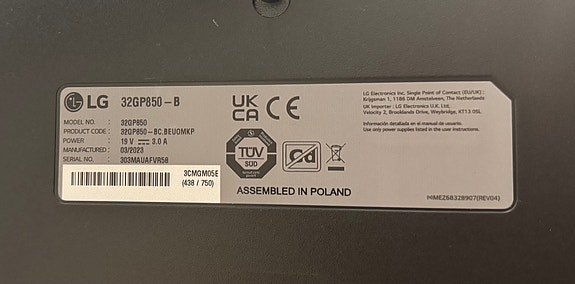 LG 32GP850-B
MODEL NO. : 32GP850
PRODUCT CODE : 32GP850-BC.BEUOMKP
POWER : 19 V ⎓ 3.0 A
MANUFACTURED : 03/2023
SERIAL NO. : 303MAUAFVR58
3CMGM05E
(438 / 750)
UK
CA
CE
TÜV
SÜD
Cd
ASSEMBLED IN POLAND
LG Electronics Inc. Single Point of Contact (EU/UK) :
Krijgsman 1, 1186 DM Amstelveen, The Netherlands
UK Importer : LG Electronics U.K. Ltd,
Velocity 2, Brooklands Drive, Weybridge, KT13 0SL
Información detallada en el manual de usuario.
Use only power supplies listed in the user instructions.
MEZ68328907(REV04)